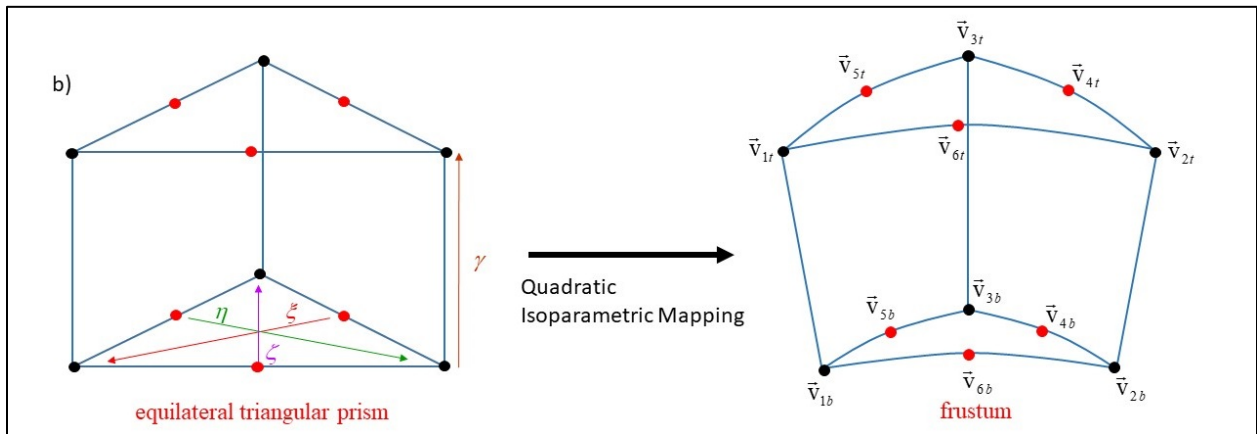 b)
η
ξ
ζ
γ
equilateral triangular prism
Quadratic
Isoparametric Mapping
v⃗3t
v⃗5t
v⃗4t
v⃗1t
v⃗6t
v⃗2t
v⃗3b
v⃗5b
v⃗4b
v⃗1b
v⃗6b
v⃗2b
frustum